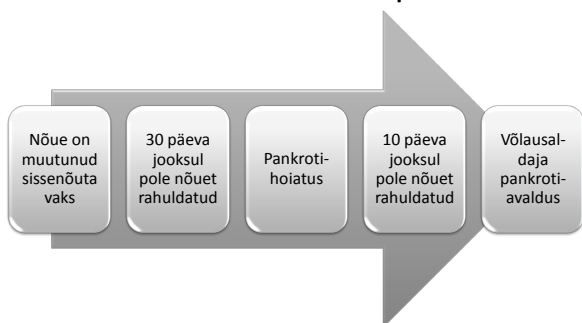 Nõue on
muutunud
sissenõuta
vaks
30 päeva
jooksul
pole nõuet
rahuldatud
Pankroti-
hoiatus
10 päeva
jooksul
pole nõuet
rahuldatud
Võlausal-
daja
pankroti-
avaldus